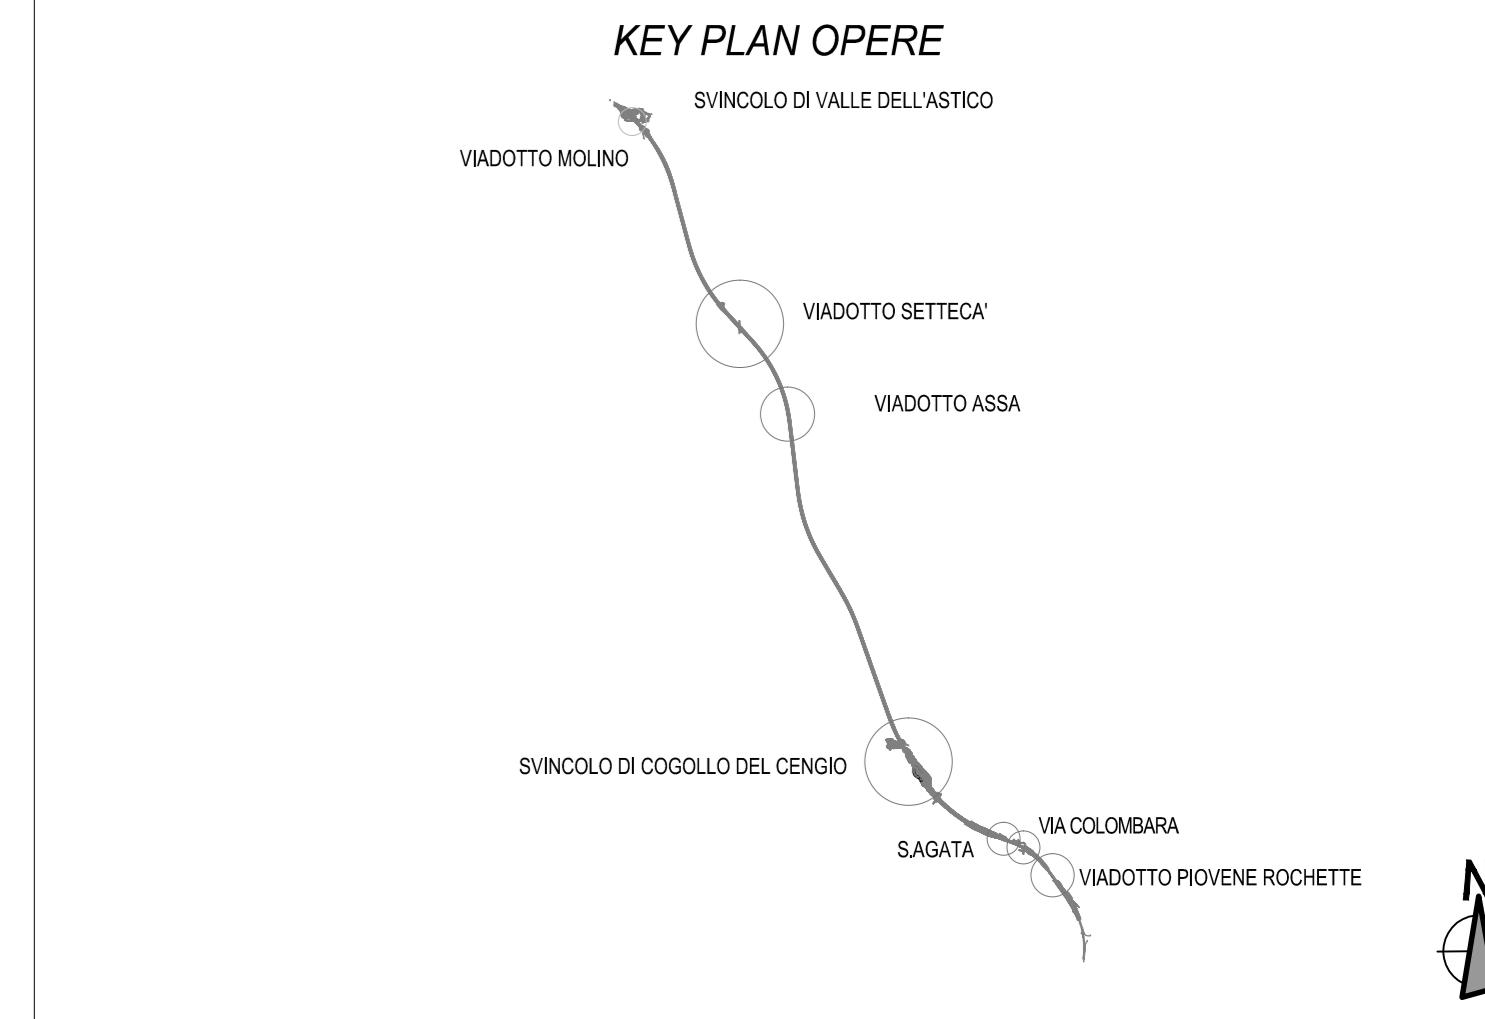 KEY PLAN OPERE
SVINCOLO DI VALLE DELL'ASTICO
VIADOTTO MOLINO
VIADOTTO SETTECA'
VIADOTTO ASSA
SVINCOLO DI COGOLLO DEL CENGIO
VIA COLOMBARA
S.AGATA
VIADOTTO PIOVENE ROCHETTE
N